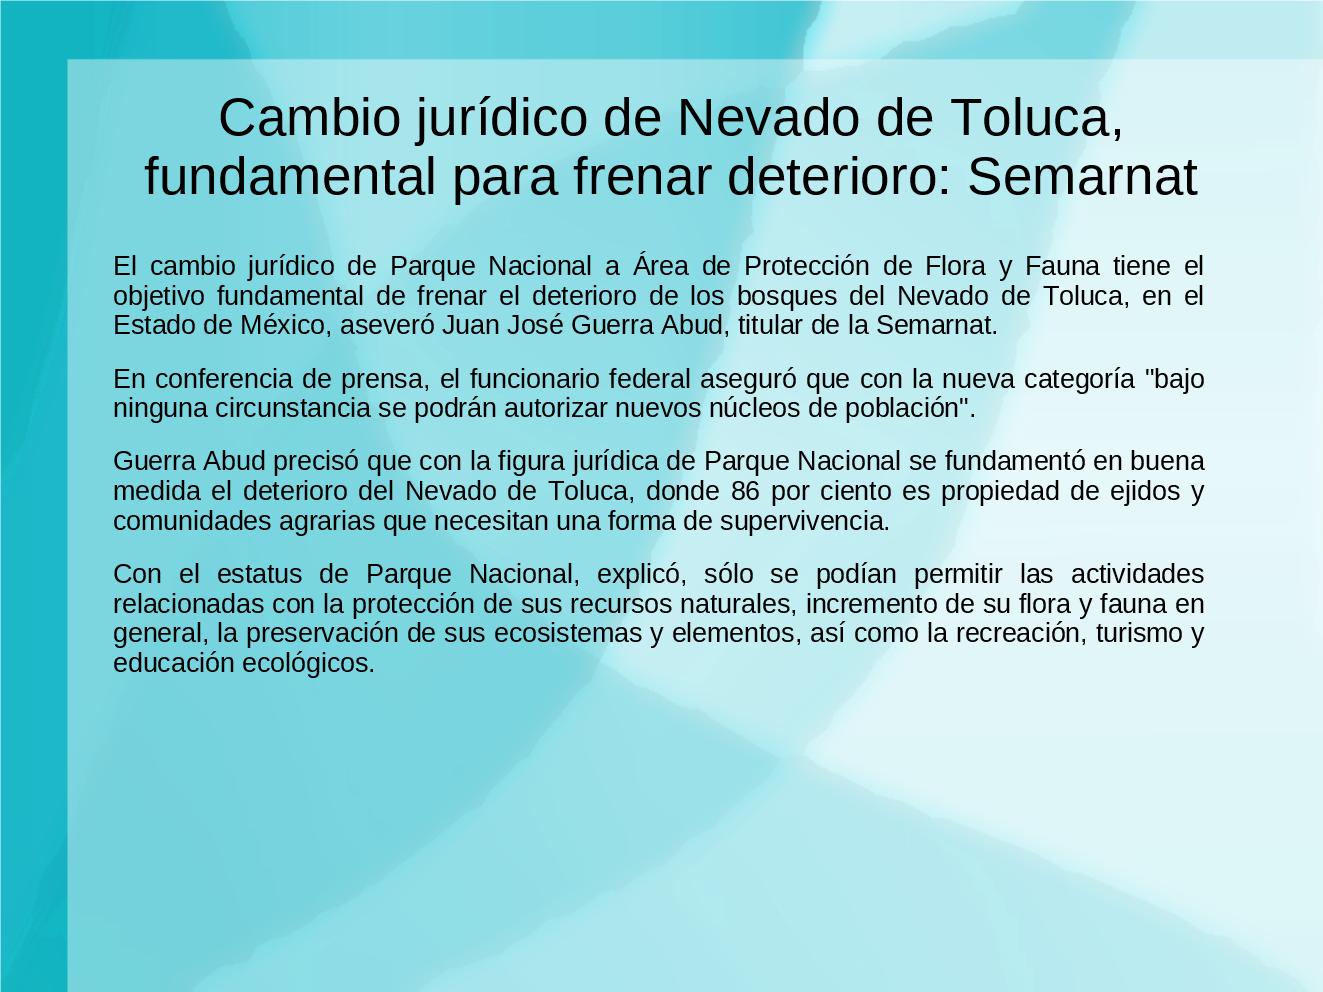 Cambio jurídico de Nevado de Toluca,
fundamental para frenar deterioro: Semarnat
El cambio jurídico de Parque Nacional a Área de Protección de Flora y Fauna tiene el
objetivo fundamental de frenar el deterioro de los bosques del Nevado de Toluca, en el
Estado de México, aseveró Juan José Guerra Abud, titular de la Semarnat.
En conferencia de prensa, el funcionario federal aseguró que con la nueva categoría "bajo
ninguna circunstancia se podrán autorizar nuevos núcleos de población".
Guerra Abud precisó que con la figura jurídica de Parque Nacional se fundamentó en buena
medida el deterioro del Nevado de Toluca, donde 86 por ciento es propiedad de ejidos y
comunidades agrarias que necesitan una forma de supervivencia.
Con el estatus de Parque Nacional, explicó, sólo se podían permitir las actividades
relacionadas con la protección de sus recursos naturales, incremento de su flora y fauna en
general, la preservación de sus ecosistemas y elementos, así como la recreación, turismo y
educación ecológicos.